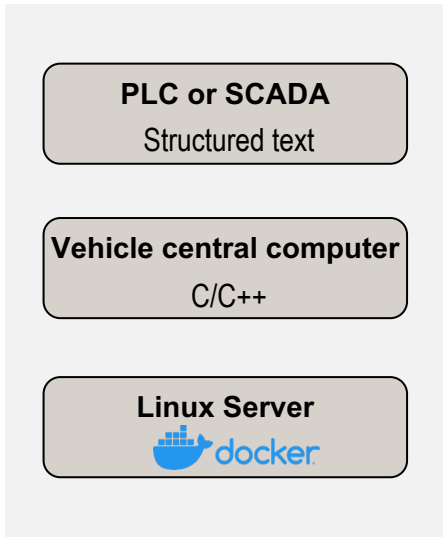 PLC or SCADA
Structured text
Vehicle central computer
C/C++
Linux Server
docker